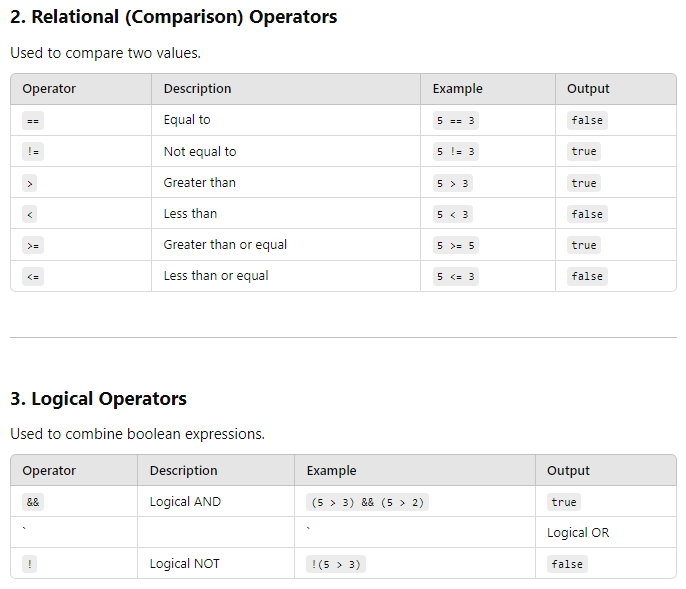 2. Relational (Comparison) Operators
Used to compare two values.
Operator Description Example Output
== Equal to 5 == 3 false
!= Not equal to 5 != 3 true
> Greater than 5 > 3 true
< Less than 5 < 3 false
>= Greater than or equal 5 >= 5 true
<= Less than or equal 5 <= 3 false
3. Logical Operators
Used to combine boolean expressions.
Operator Description Example Output
&& Logical AND (5 > 3) && (5 > 2) true
` ` Logical OR
! Logical NOT !(5 > 3) false